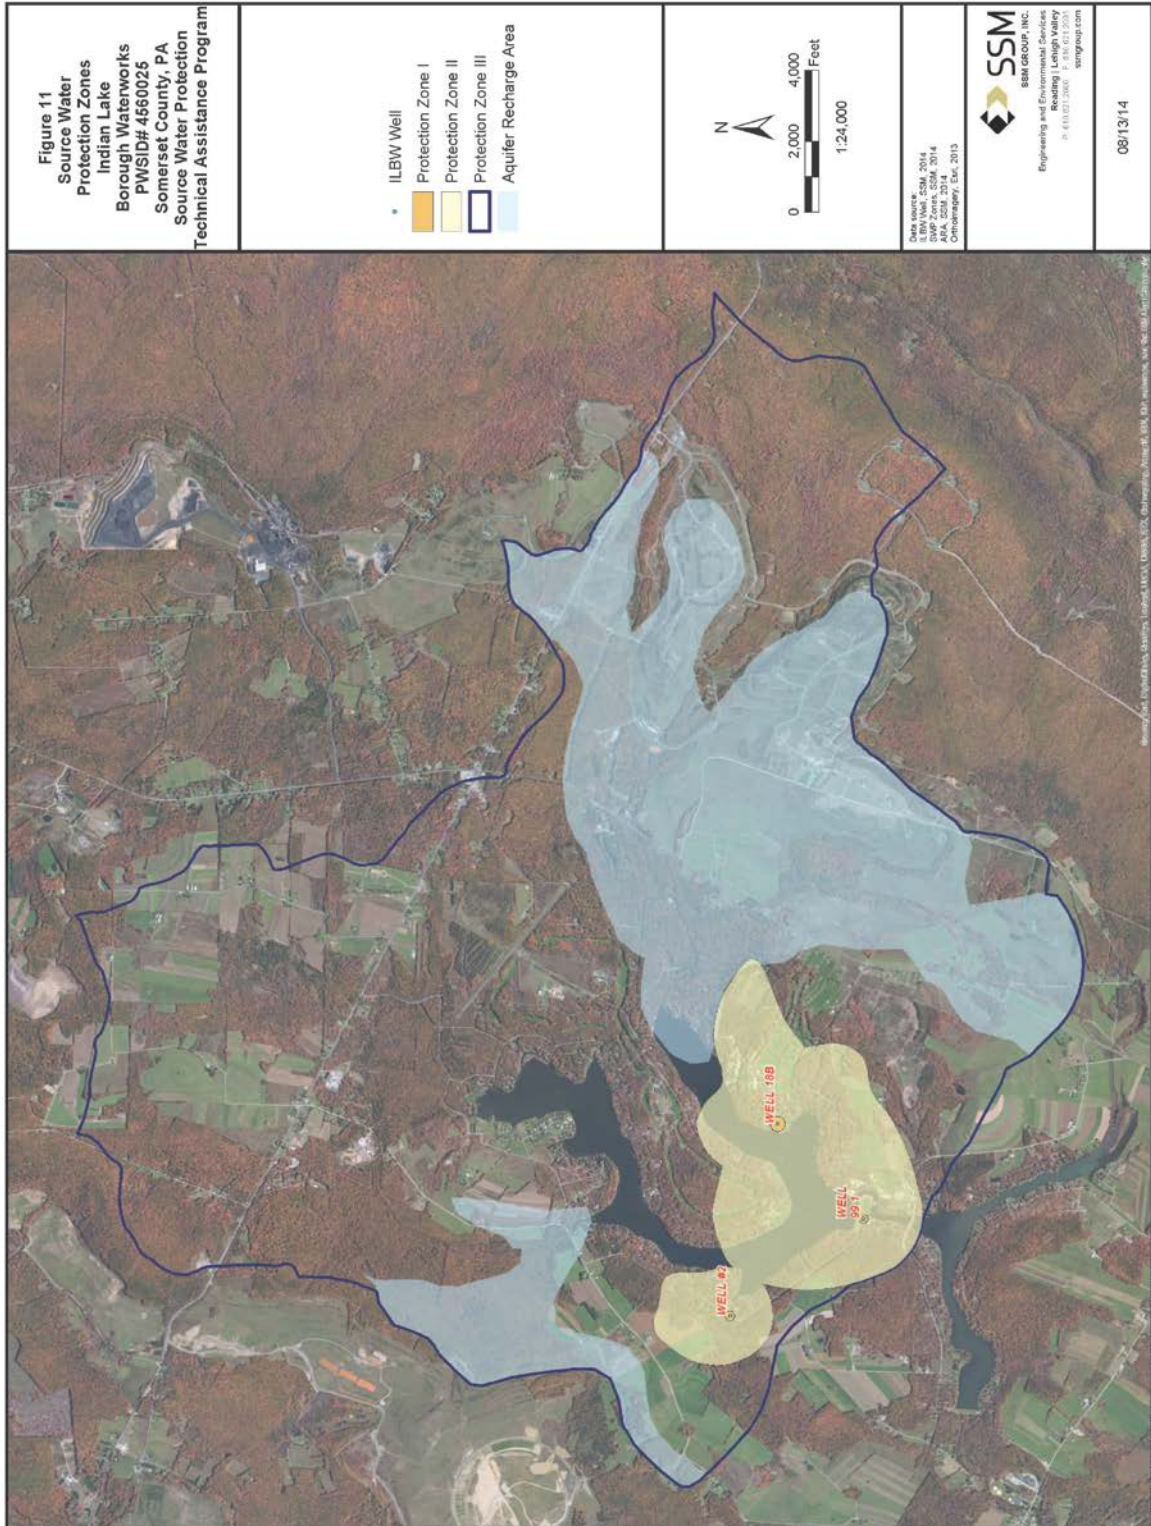 Figure 11
Source Water
Protection Zones
Indian Lake
Borough Waterworks
PWSID# 4560025
Somerset County, PA
Source Water Protection
Technical Assistance Program
ILBW Well
Protection Zone I
Protection Zone II
Protection Zone III
Aquifer Recharge Area
N
0 2,000 4,000
Feet
1:24,000
Data source:
ILBW Well, SSM, 2014
SWP Zones, SSM, 2014
ARA, SSM, 2014
Orthoimagery, Esri, 2013
SSM
SSM GROUP, INC.
Engineering and Environmental Services
Reading | Lehigh Valley
ssmgroup.com
08/13/14
WELL 18B
WELL
99-1
WELL #2